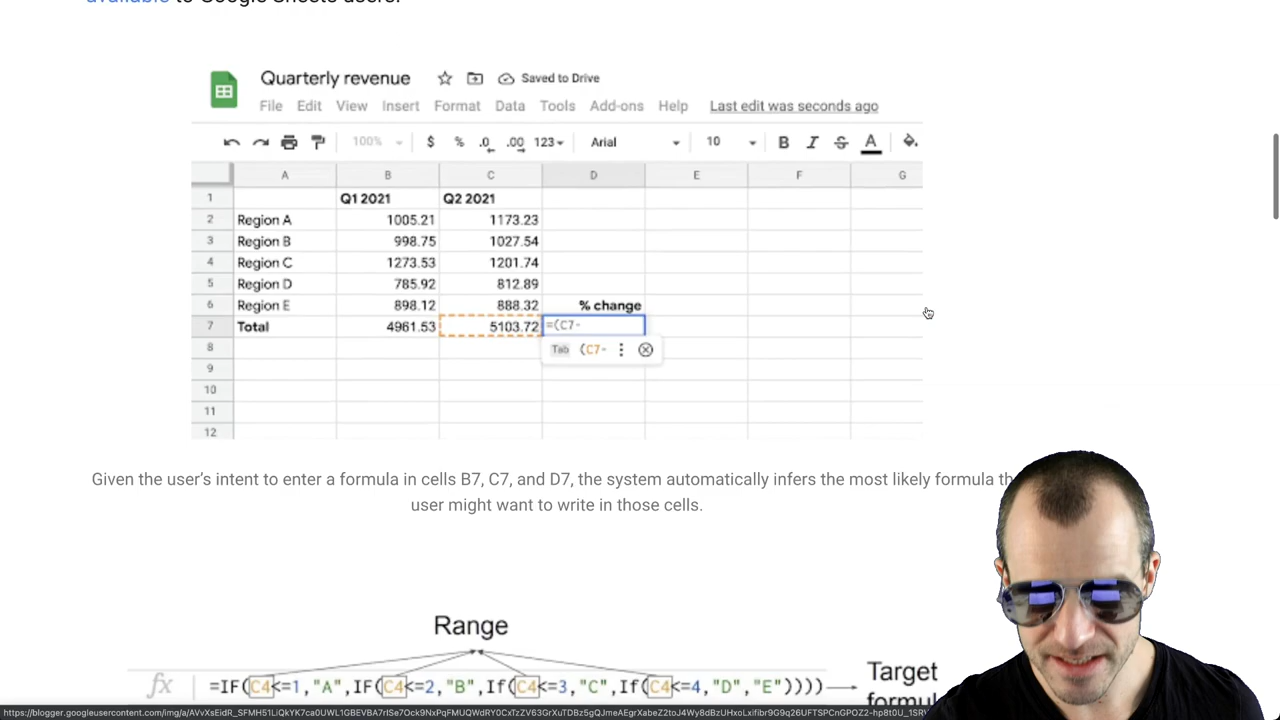 available to Google Sheets users.
Quarterly revenue Saved to Drive
File Edit View Insert Format Data Tools Add-ons Help Last edit was seconds ago
100% $ % .0 .00 123 Arial 10 B I S A
A B C D E F G
1 Q1 2021 Q2 2021
2 Region A 1005.21 1173.23
3 Region B 998.75 1027.54
4 Region C 1273.53 1201.74
5 Region D 785.92 812.89
6 Region E 898.12 888.32 % change
7 Total 4961.53 5103.72 =(C7-
8 Tab (C7-
9
10
11
12
Given the user's intent to enter a formula in cells B7, C7, and D7, the system automatically infers the most likely formula
user might want to write in those cells.
Range
fx =IF(C4<=1,"A",IF(C4<=2,"B",If(C4<=3,"C",If(C4<=4,"D","E"))))
Target